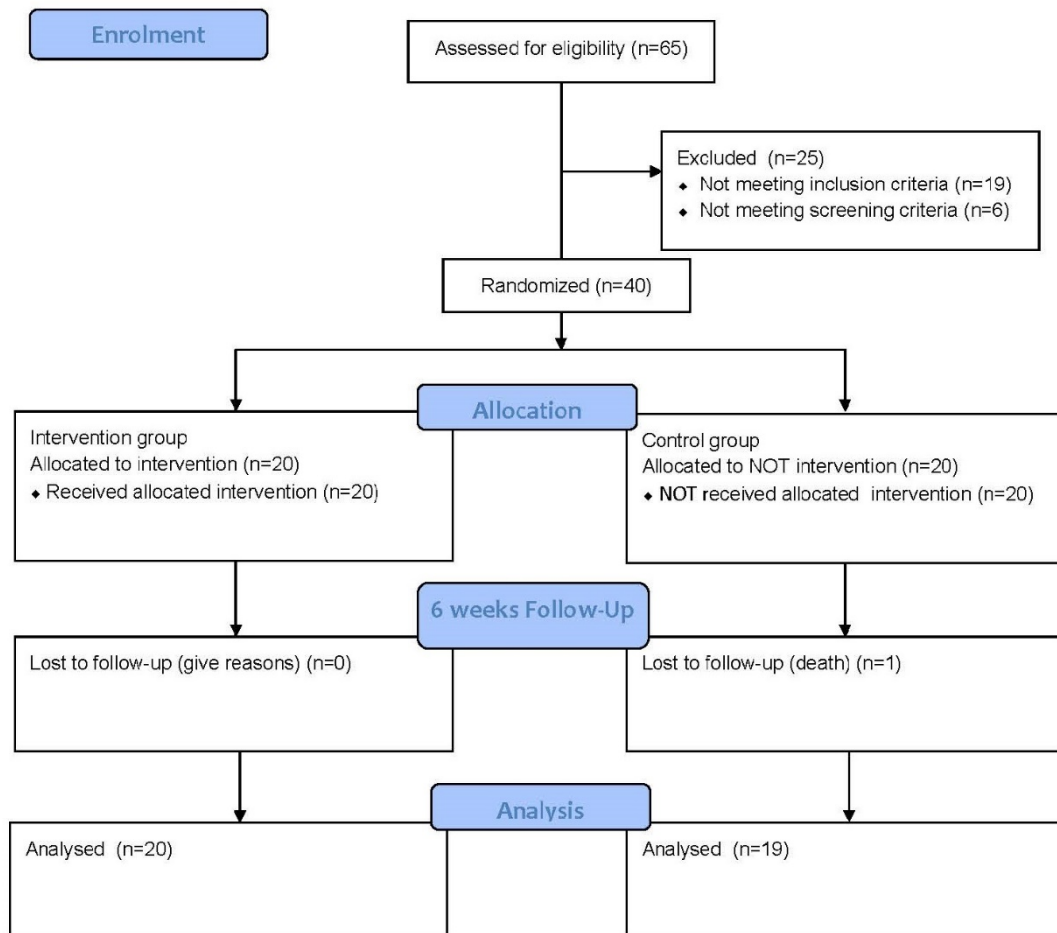 Enrolment
Assessed for eligibility (n=65)
Excluded (n=25)
◆ Not meeting inclusion criteria (n=19)
◆ Not meeting screening criteria (n=6)
Randomized (n=40)
Allocation
Intervention group
Allocated to intervention (n=20)
◆ Received allocated intervention (n=20)
Control group
Allocated to NOT intervention (n=20)
◆ NOT received allocated intervention (n=20)
6 weeks Follow-Up
Lost to follow-up (give reasons) (n=0)
Lost to follow-up (death) (n=1)
Analysis
Analysed (n=20)
Analysed (n=19)